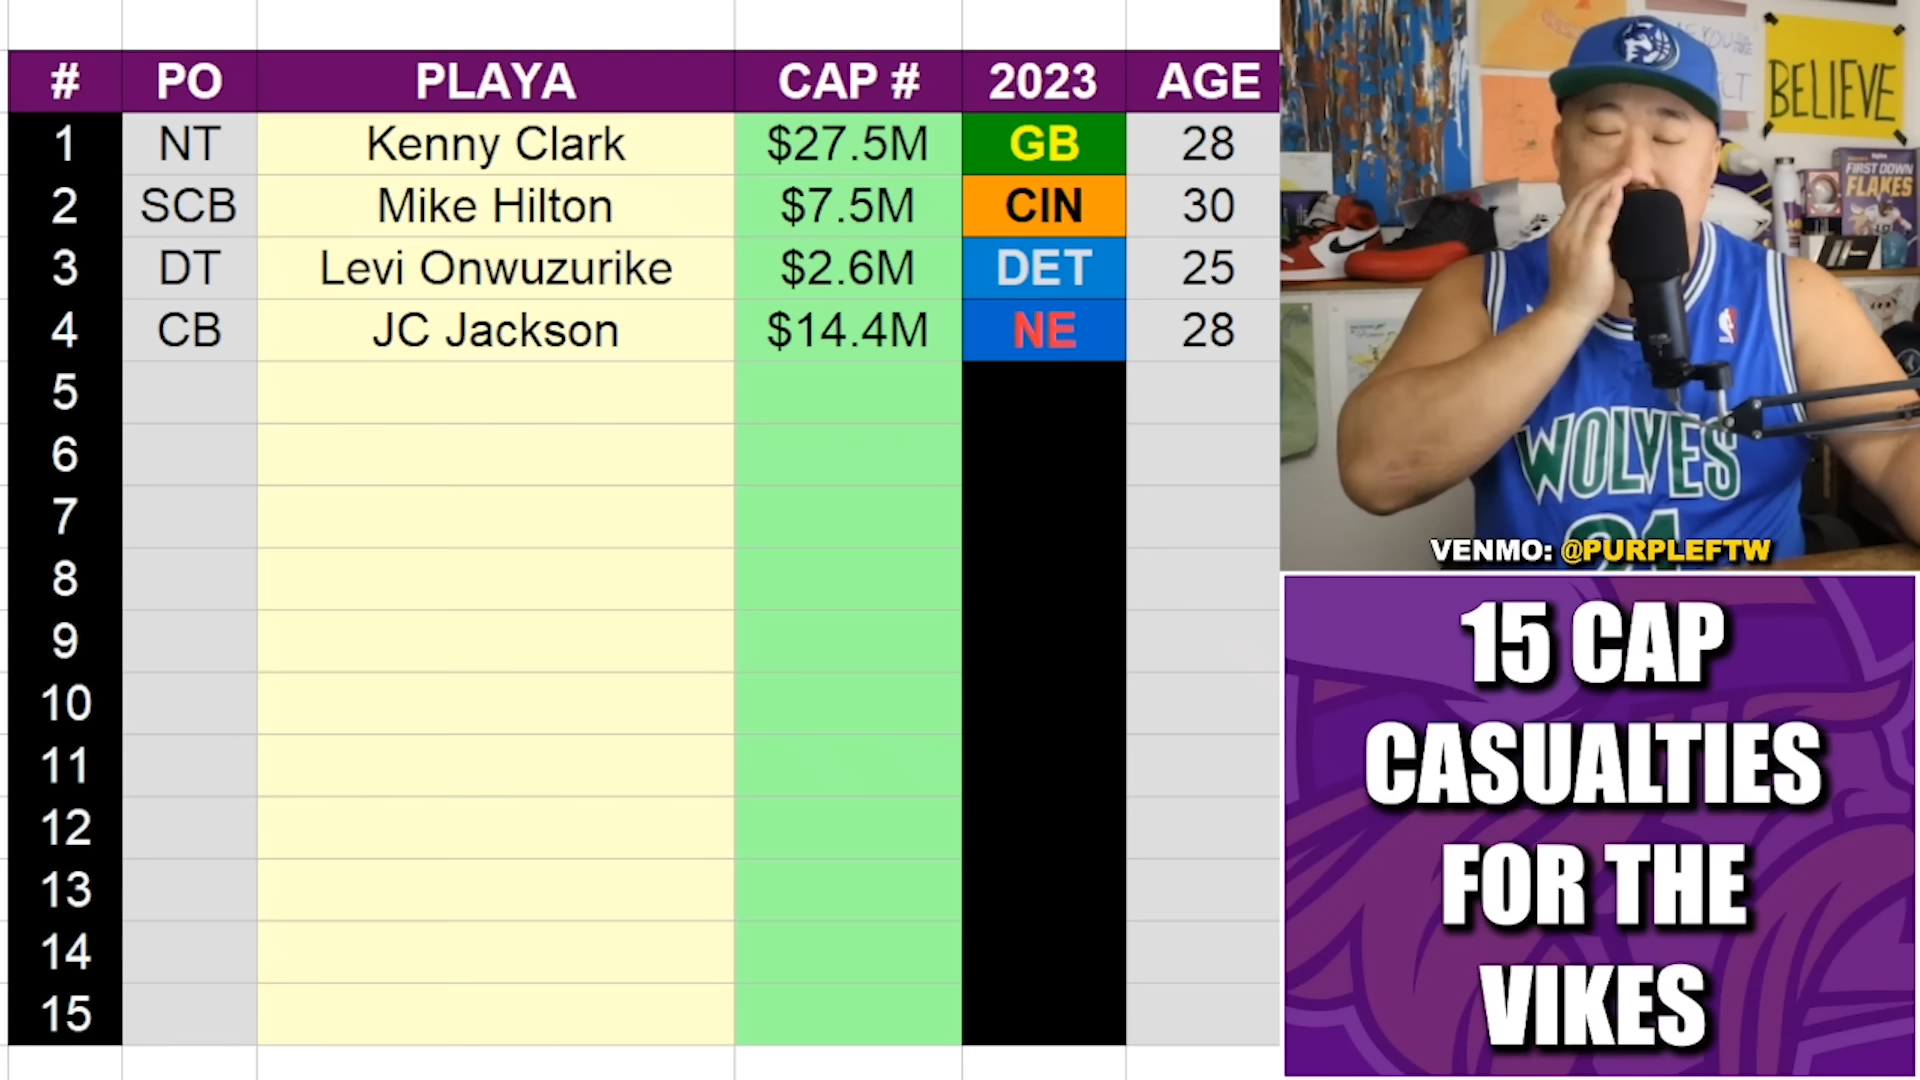 # PO PLAYA CAP # 2023 AGE
1 NT Kenny Clark $27.5M GB 28
2 SCB Mike Hilton $7.5M CIN 30
3 DT Levi Onwuzurike $2.6M DET 25
4 CB JC Jackson $14.4M NE 28
5
6
7
8
9
10
11
12
13
14
15
BELIEVE
FIRST DOWN
FLAKES
WOLVES
21
VENMO: @PURPLEFTW
15 CAP
CASUALTIES
FOR THE
VIKES